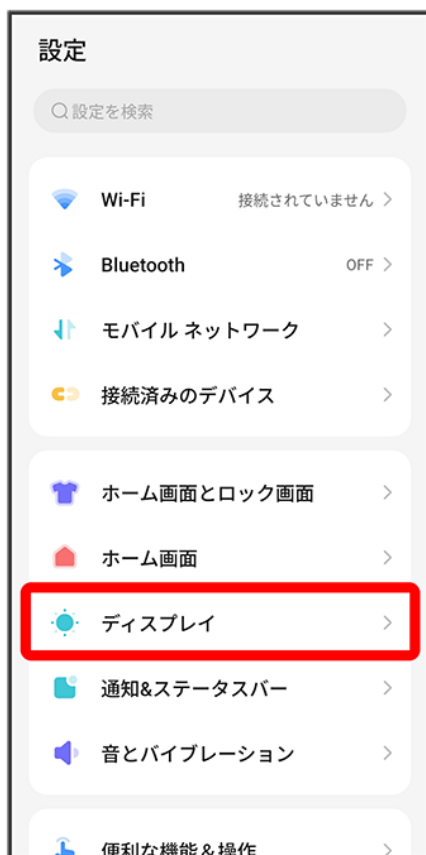 設定
設定を検索
Wi-Fi 接続されていません
Bluetooth OFF
モバイル ネットワーク
接続済みのデバイス
ホーム画面とロック画面
ホーム画面
ディスプレイ
通知&ステータスバー
音とバイブレーション
便利な機能&操作